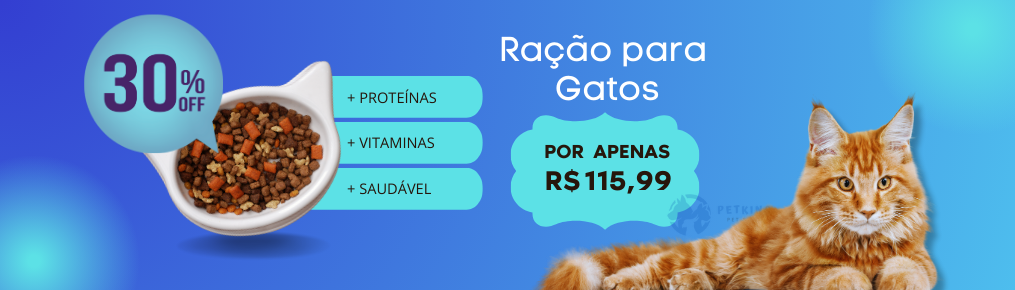 30%
OFF
+ PROTEÍNAS
+ VITAMINAS
+ SAUDÁVEL
Ração para
Gatos
POR APENAS
R$ 115,99